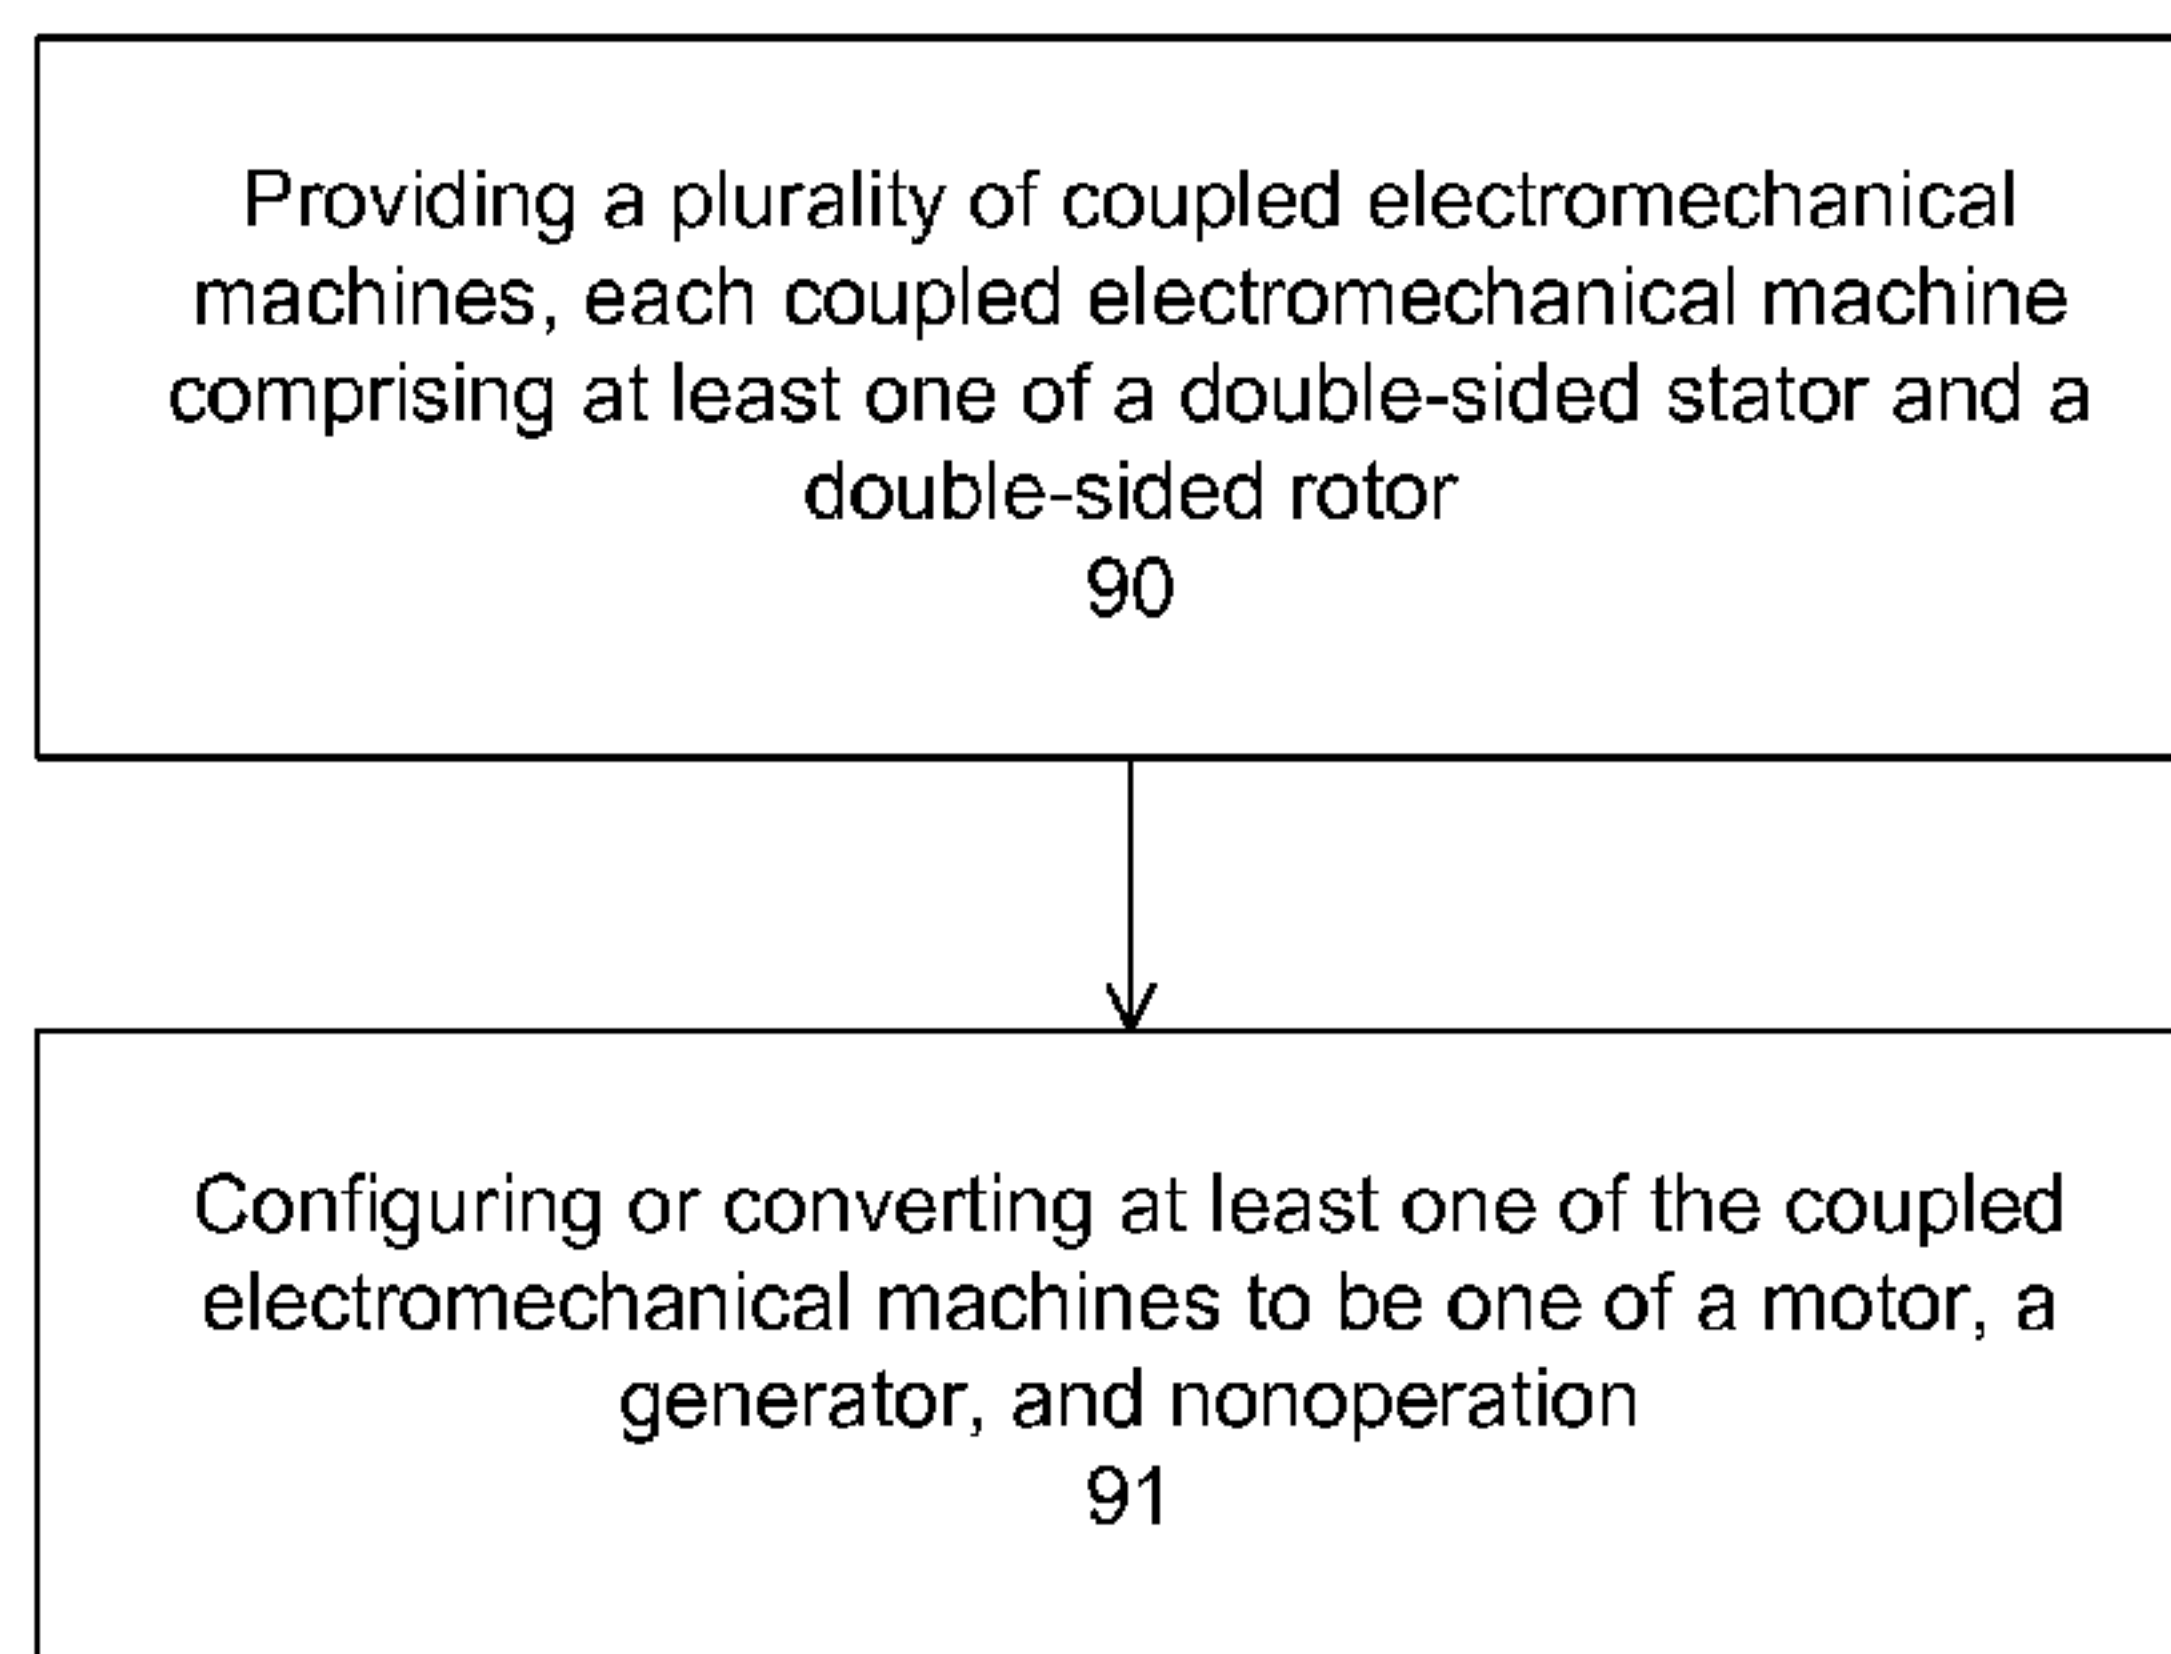 Providing a plurality of coupled electromechanical
machines, each coupled electromechanical machine
comprising at least one of a double-sided stator and a
double-sided rotor
90
Configuring or converting at least one of the coupled
electromechanical machines to be one of a motor, a
generator, and nonoperation
91